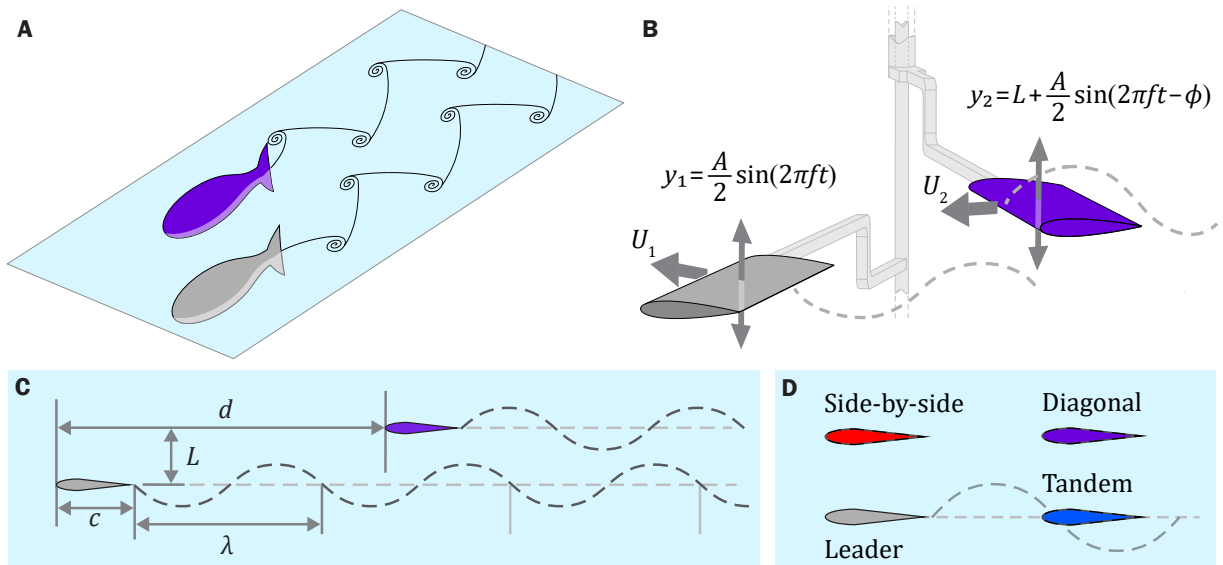 A
B
y₂=L+A/2 sin(2πft−ϕ)
y₁=A/2 sin(2πft)
U₂
U₁
C
d
L
c
λ
D
Side-by-side
Diagonal
Tandem
Leader